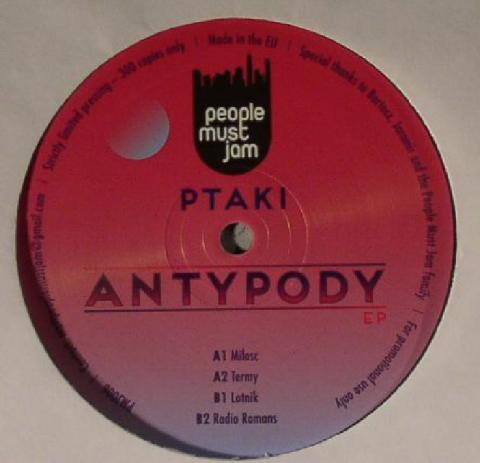 people
must
jam
PTAKI
ANTYPODY
EP
A1 Milosc
A2 Termy
B1 Lotnik
B2 Radio Romans
Strictly limited pressing – 300 copies only | Made in the EU | Special thanks to Bartosz, and the People Must Jam Family | For promotional use only